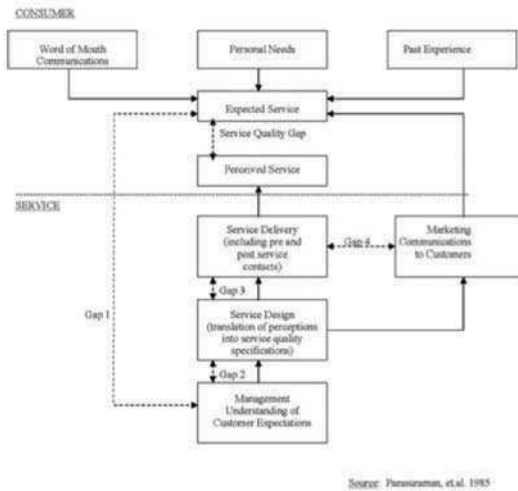 CONSUMER
Word of Mouth
Communications
Personal Needs
Past Experience
Expected Service
Service Quality Gap
Perceived Service
SERVICE
Service Delivery
(including pre and
post service
contacts)
Gap 4
Marketing
Communications
to Customers
Gap 3
Gap 1
Service Design
(translation of perceptions
into service quality
specifications)
Gap 2
Management
Understanding of
Customer Expectations
Source: Parasuraman, et.al. 1985